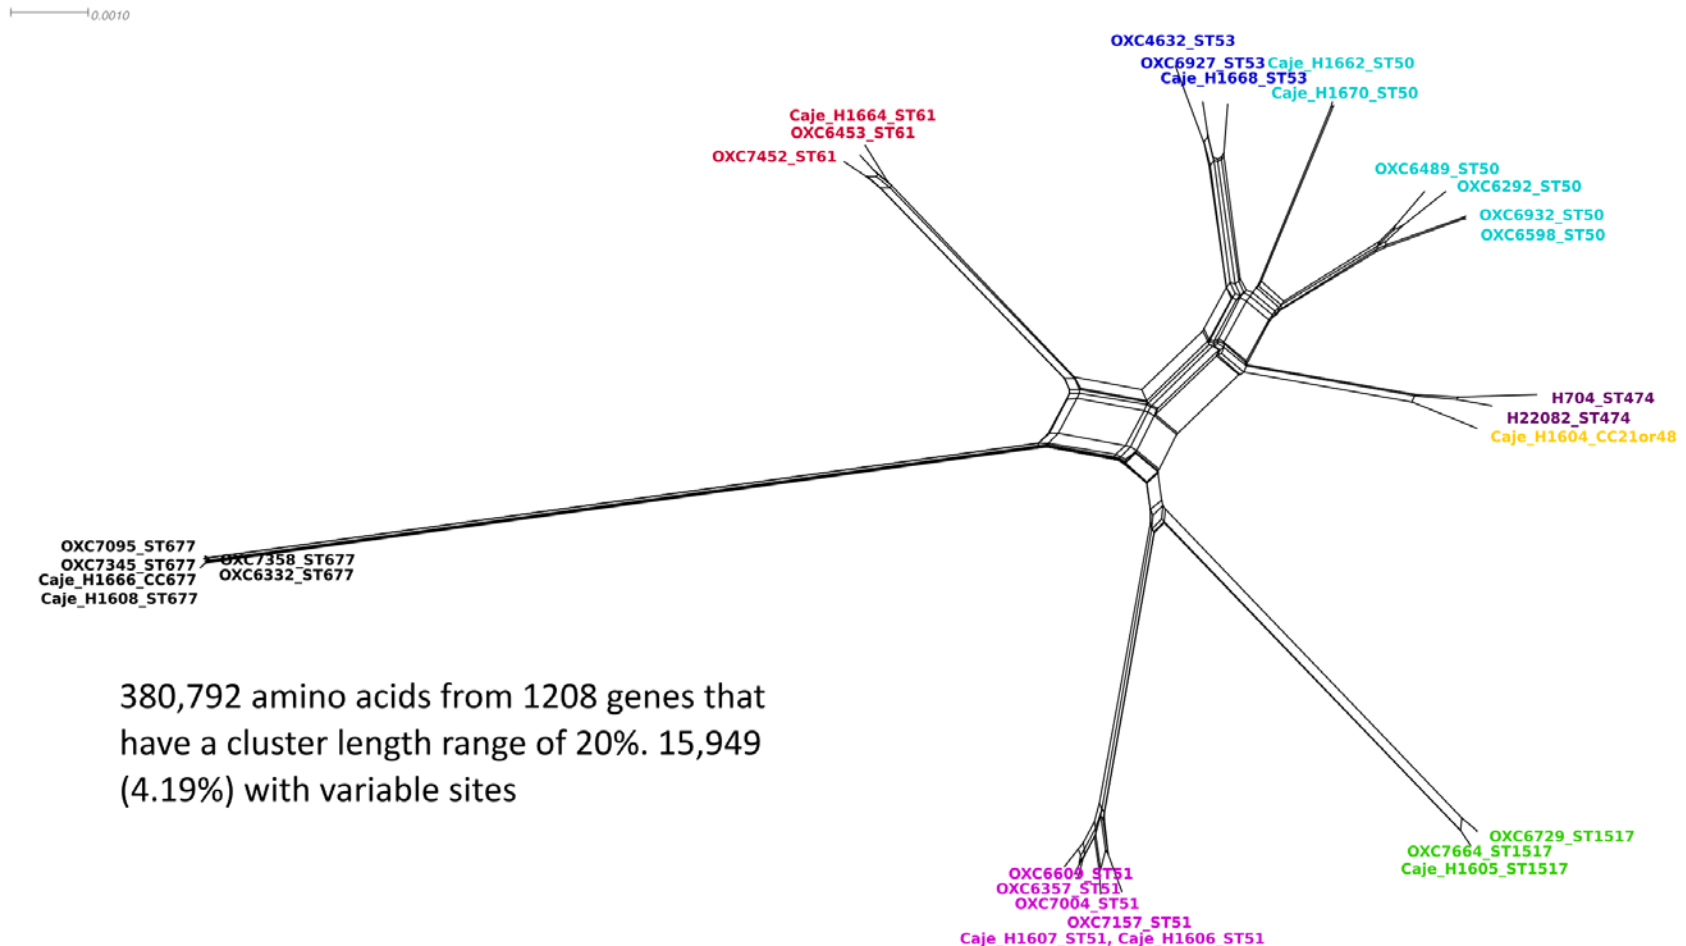 0.0010
OXC4632_ST53
OXC6927_ST53
Caje_H1662_ST50
Caje_H1668_ST53
Caje_H1670_ST50
Caje_H1664_ST61
OXC6453_ST61
OXC7452_ST61
OXC6489_ST50
OXC6292_ST50
OXC6932_ST50
OXC6598_ST50
H704_ST474
H22082_ST474
Caje_H1604_CC21or48
OXC7095_ST677
OXC7358_ST677
OXC7345_ST677
OXC6332_ST677
Caje_H1666_CC677
Caje_H1608_ST677
380,792 amino acids from 1208 genes that
have a cluster length range of 20%. 15,949
(4.19%) with variable sites
OXC6729_ST1517
OXC7664_ST1517
Caje_H1605_ST1517
OXC6609_ST51
OXC6357_ST51
OXC7004_ST51
OXC7157_ST51
Caje_H1607_ST51, Caje_H1606_ST51